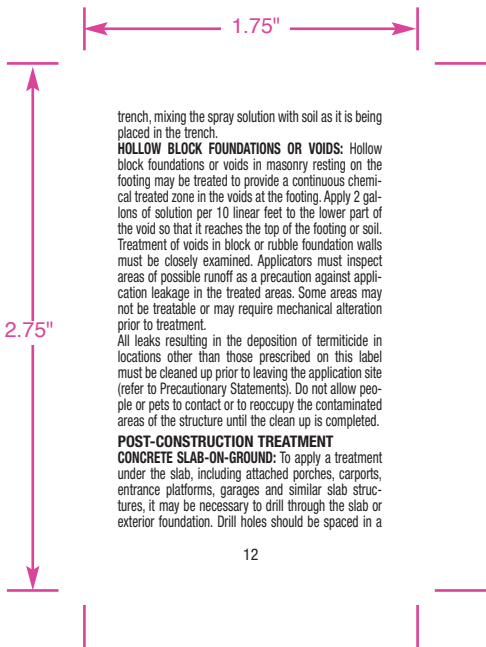 1.75"
trench, mixing the spray solution with soil as it is being
placed in the trench.
HOLLOW BLOCK FOUNDATIONS OR VOIDS: Hollow
block foundations or voids in masonry resting on the
footing may be treated to provide a continuous chemi-
cal treated zone in the voids at the footing. Apply 2 gal-
lons of solution per 10 linear feet to the lower part of
the void so that it reaches the top of the footing or soil.
Treatment of voids in block or rubble foundation walls
must be closely examined. Applicators must inspect
areas of possible runoff as a precaution against appli-
cation leakage in the treated areas. Some areas may
not be treatable or may require mechanical alteration
prior to treatment.
All leaks resulting in the deposition of termiticide in
locations other than those prescribed on this label
must be cleaned up prior to leaving the application site
(refer to Precautionary Statements). Do not allow peo-
ple or pets to contact or to reoccupy the contaminated
areas of the structure until the clean up is completed.
POST-CONSTRUCTION TREATMENT
CONCRETE SLAB-ON-GROUND: To apply a treatment
under the slab, including attached porches, carports,
entrance platforms, garages and similar slab struc-
tures, it may be necessary to drill through the slab or
exterior foundation. Drill holes should be spaced in a
12
2.75"